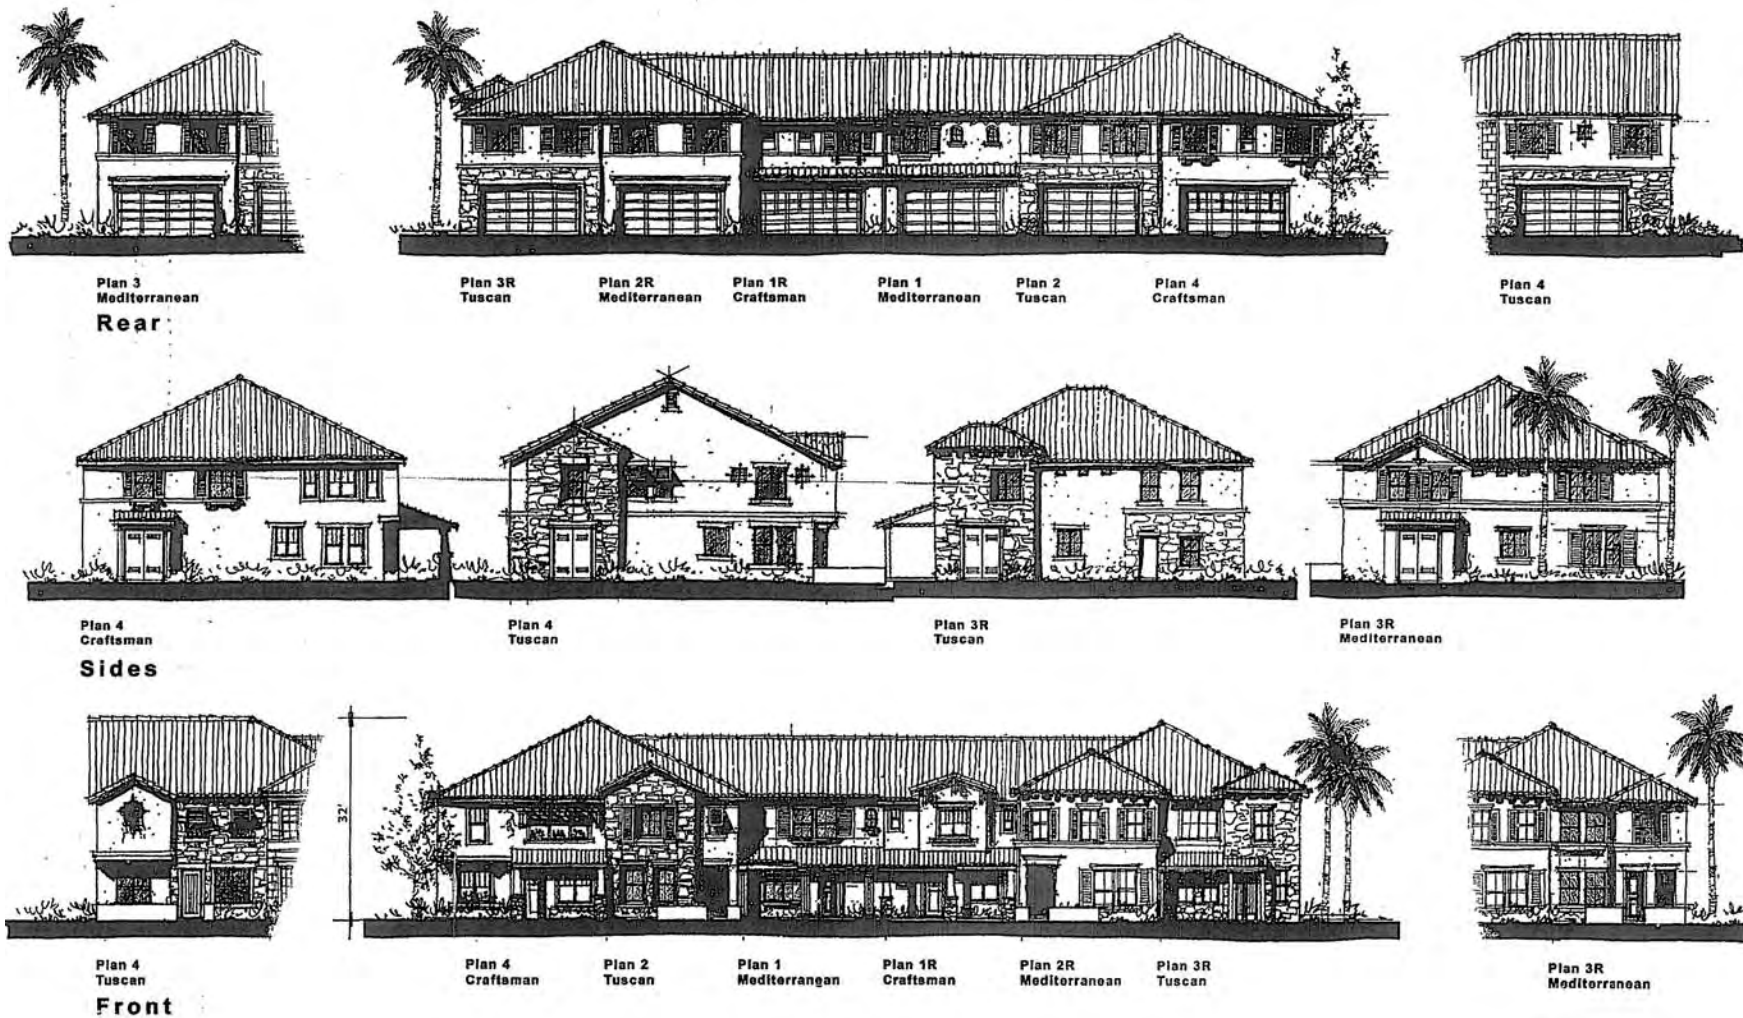 Plan 3
Mediterranean
Plan 3R
Tuscan
Plan 2R
Mediterranean
Plan 1R
Craftsman
Plan 1
Mediterranean
Plan 2
Tuscan
Plan 4
Craftsman
Plan 4
Tuscan
Rear
Plan 4
Craftsman
Plan 4
Tuscan
Plan 3R
Tuscan
Plan 3R
Mediterranean
Sides
32'
Plan 4
Tuscan
Plan 4
Craftsman
Plan 2
Tuscan
Plan 1
Mediterranean
Plan 1R
Craftsman
Plan 2R
Mediterranean
Plan 3R
Tuscan
Plan 3R
Mediterranean
Front